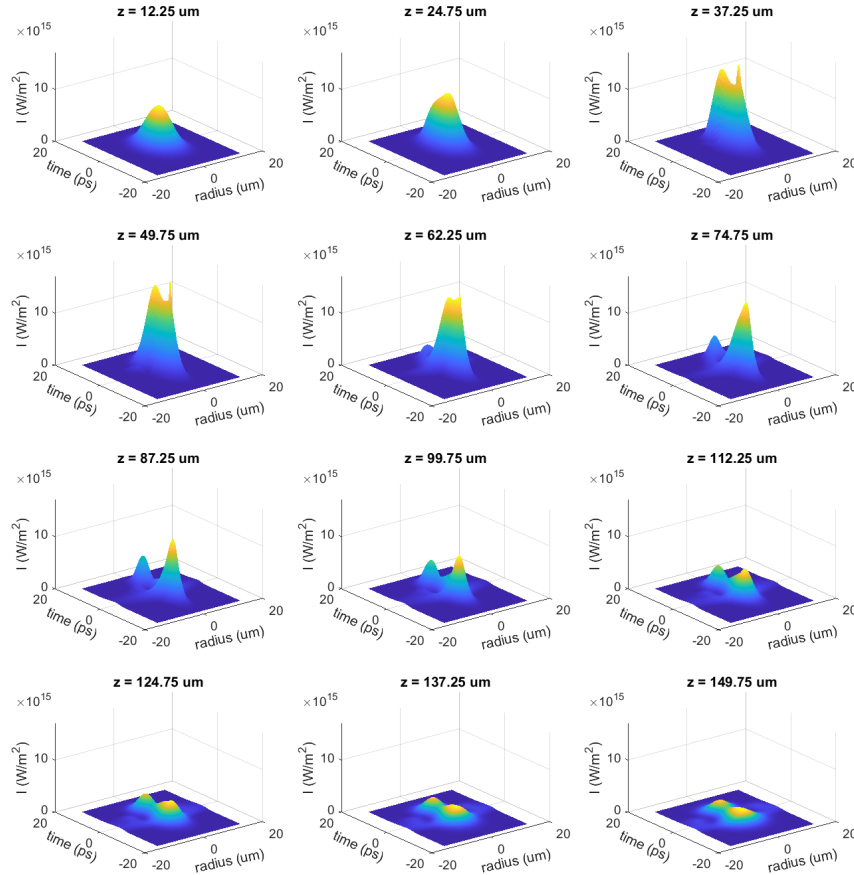 z = 12.25 um
×10^15
I (W/m^2)
10
0
20
0
-20
time (ps)
-20
0
20
radius (um)
z = 24.75 um
×10^15
I (W/m^2)
10
0
20
0
-20
time (ps)
-20
0
20
radius (um)
z = 37.25 um
×10^15
I (W/m^2)
10
0
20
0
-20
time (ps)
-20
0
20
radius (um)
z = 49.75 um
×10^15
I (W/m^2)
10
0
20
0
-20
time (ps)
-20
0
20
radius (um)
z = 62.25 um
×10^15
I (W/m^2)
10
0
20
0
-20
time (ps)
-20
0
20
radius (um)
z = 74.75 um
×10^15
I (W/m^2)
10
0
20
0
-20
time (ps)
-20
0
20
radius (um)
z = 87.25 um
×10^15
I (W/m^2)
10
0
20
0
-20
time (ps)
-20
0
20
radius (um)
z = 99.75 um
×10^15
I (W/m^2)
10
0
20
0
-20
time (ps)
-20
0
20
radius (um)
z = 112.25 um
×10^15
I (W/m^2)
10
0
20
0
-20
time (ps)
-20
0
20
radius (um)
z = 124.75 um
×10^15
I (W/m^2)
10
0
20
0
-20
time (ps)
-20
0
20
radius (um)
z = 137.25 um
×10^15
I (W/m^2)
10
0
20
0
-20
time (ps)
-20
0
20
radius (um)
z = 149.75 um
×10^15
I (W/m^2)
10
0
20
0
-20
time (ps)
-20
0
20
radius (um)